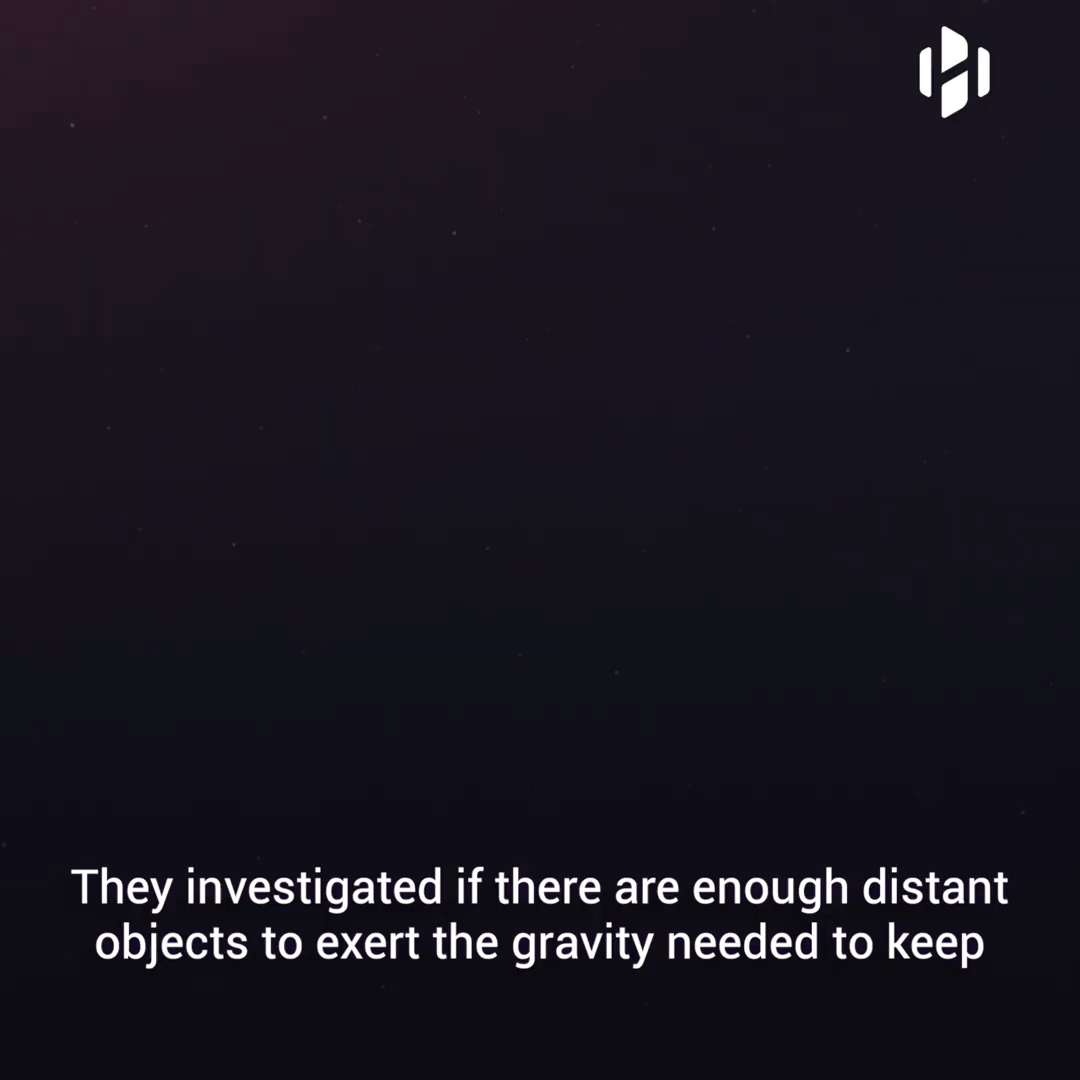 They investigated if there are enough distant
objects to exert the gravity needed to keep